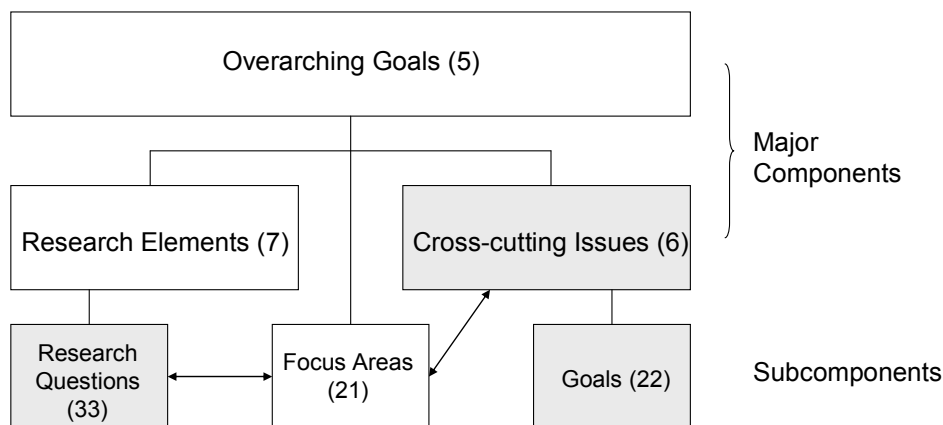 Overarching Goals (5)
Major
Components
Research Elements (7)
Cross-cutting Issues (6)
Research
Questions
(33)
Focus Areas
(21)
Goals (22)
Subcomponents